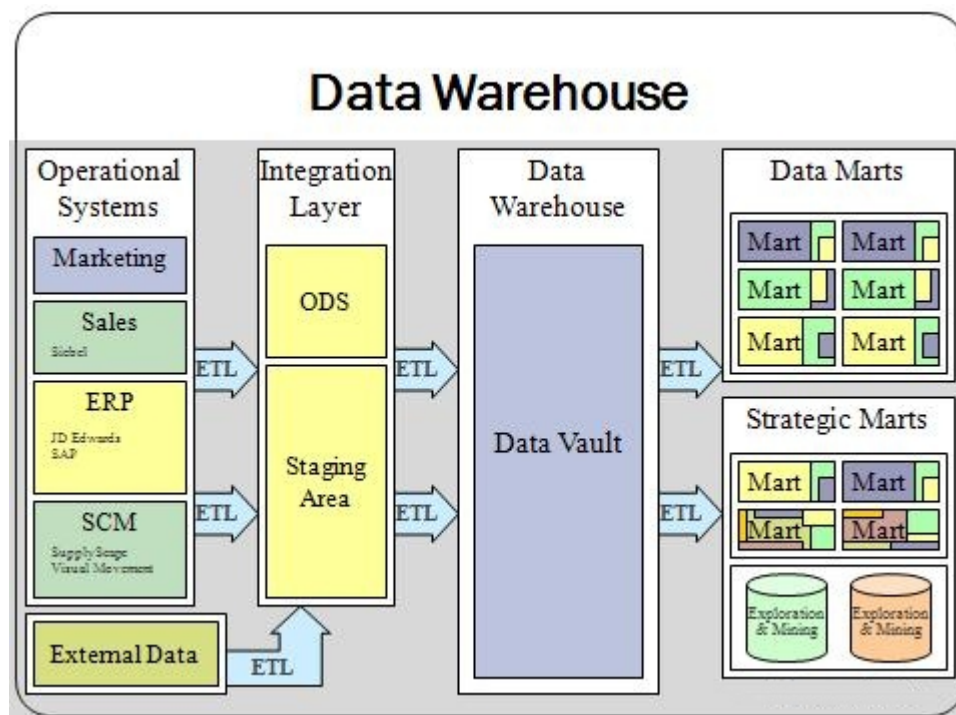 Data Warehouse
Operational
Systems
Marketing
Sales
Siebel
ERP
JD Edwards
SAP
SCM
SupplyScape
Visual Movement
External Data
ETL
ETL
ETL
Integration
Layer
ODS
Staging
Area
ETL
ETL
Data
Warehouse
Data Vault
ETL
ETL
Data Marts
Mart
Mart
Mart
Mart
Mart
Mart
Strategic Marts
Mart
Mart
Mart
Mart
Exploration
& Mining
Exploration
& Mining